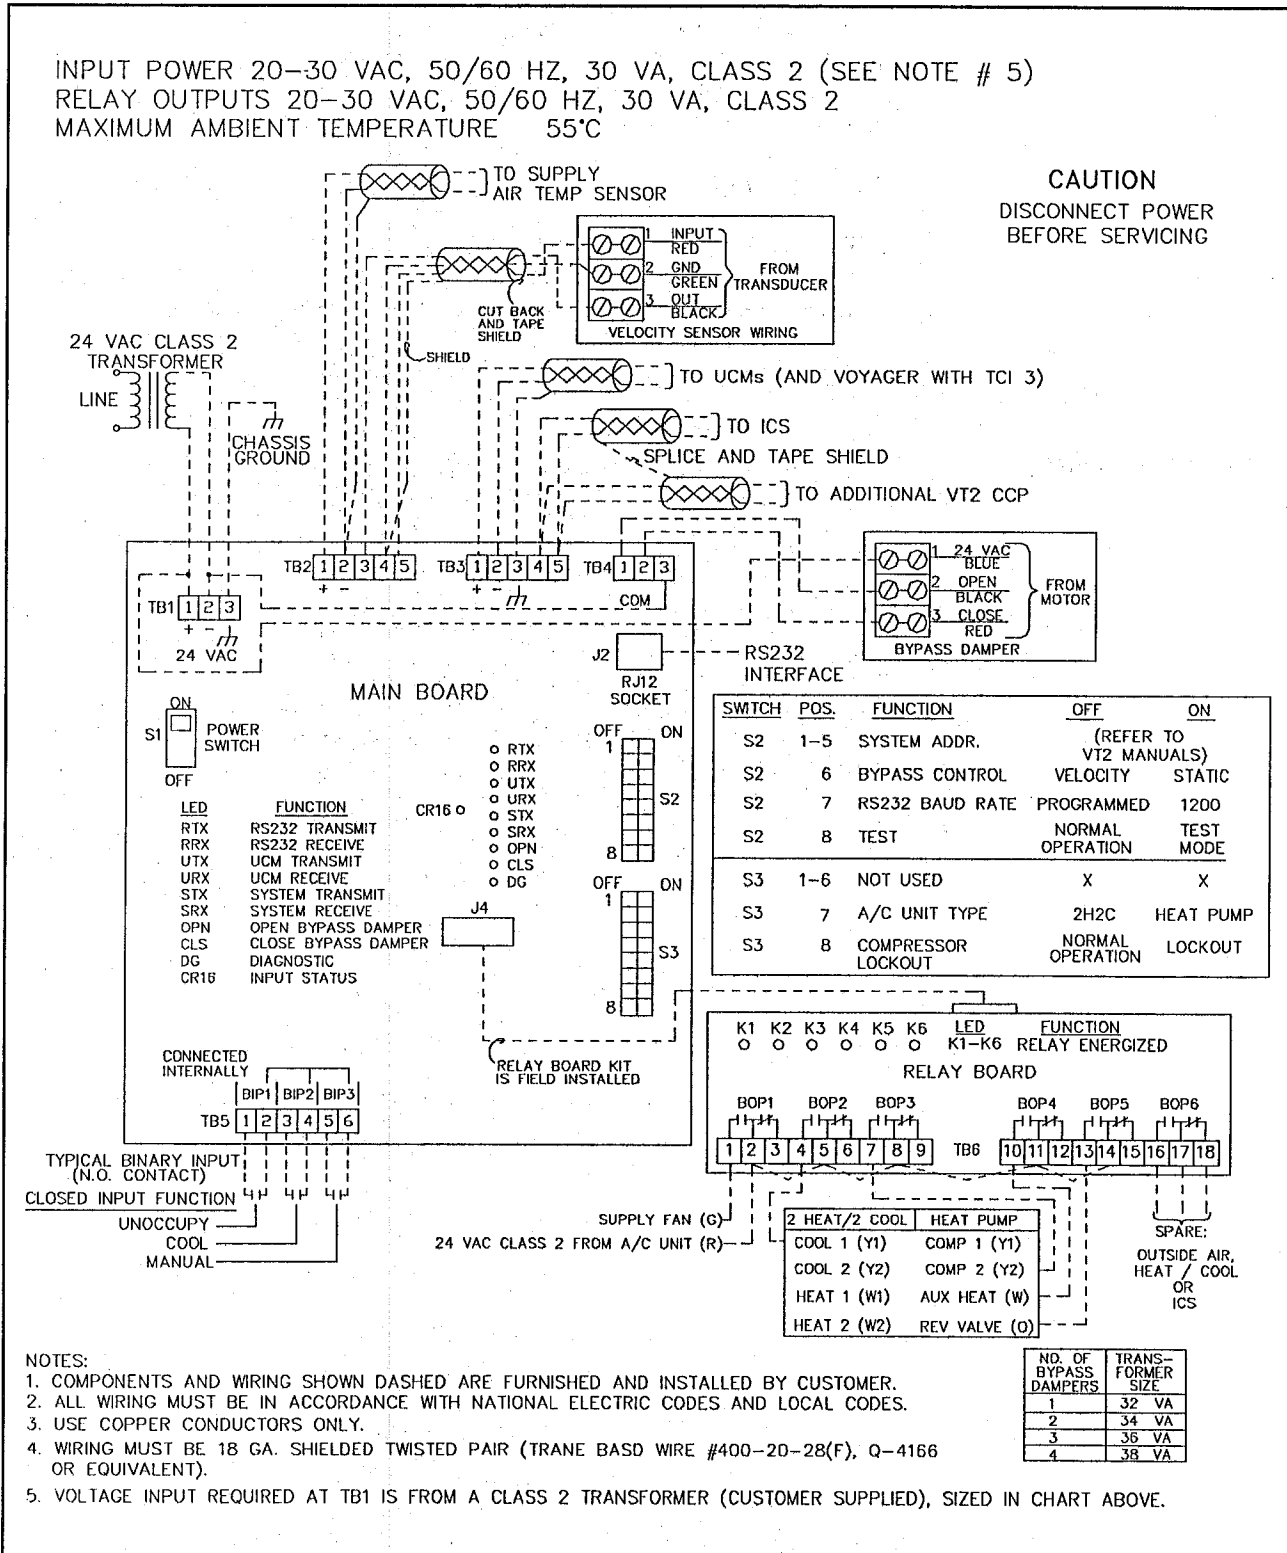 INPUT POWER 20-30 VAC, 50/60 HZ, 30 VA, CLASS 2 (SEE NOTE # 5)
RELAY OUTPUTS 20-30 VAC, 50/60 HZ, 30 VA, CLASS 2
MAXIMUM AMBIENT TEMPERATURE 55°C
CAUTION
DISCONNECT POWER
BEFORE SERVICING
TO SUPPLY
AIR TEMP SENSOR
1 INPUT
RED
2 GND
GREEN
3 OUT
BLACK
FROM
TRANSDUCER
VELOCITY SENSOR WIRING
CUT BACK
AND TAPE
SHIELD
SHIELD
24 VAC CLASS 2
TRANSFORMER
LINE
CHASSIS
GROUND
TO UCMs (AND VOYAGER WITH TCI 3)
TO ICS
SPLICE AND TAPE SHIELD
TO ADDITIONAL VT2 CCP
TB2 1 2 3 4 5
+ -
TB3 1 2 3 4 5
+ -
TB4 1 2 3
COM
TB1 1 2 3
+ -
24 VAC
1 24 VAC
BLUE
2 OPEN
BLACK
3 CLOSE
RED
FROM
MOTOR
BYPASS DAMPER
J2
RJ12
SOCKET
RS232
INTERFACE
MAIN BOARD
ON
S1
POWER
SWITCH
OFF
RTX
RRX
UTX
URX
STX
SRX
OPN
CLS
DG
CR16
OFF ON
1
S2
8
OFF ON
1
S3
8
J4
LED FUNCTION
RTX RS232 TRANSMIT
RRX RS232 RECEIVE
UTX UCM TRANSMIT
URX UCM RECEIVE
STX SYSTEM TRANSMIT
SRX SYSTEM RECEIVE
OPN OPEN BYPASS DAMPER
CLS CLOSE BYPASS DAMPER
DG DIAGNOSTIC
CR16 INPUT STATUS
SWITCH POS. FUNCTION OFF ON
S2 1-5 SYSTEM ADDR. (REFER TO
VT2 MANUALS)
S2 6 BYPASS CONTROL VELOCITY STATIC
S2 7 RS232 BAUD RATE PROGRAMMED 1200
S2 8 TEST NORMAL OPERATION TEST MODE
S3 1-6 NOT USED X X
S3 7 A/C UNIT TYPE 2H2C HEAT PUMP
S3 8 COMPRESSOR LOCKOUT NORMAL OPERATION LOCKOUT
RELAY BOARD KIT
IS FIELD INSTALLED
K1 K2 K3 K4 K5 K6
LED FUNCTION
K1-K6 RELAY ENERGIZED
RELAY BOARD
BOP1 BOP2 BOP3 BOP4 BOP5 BOP6
1 2 3 4 5 6 7 8 9 TB6 10 11 12 13 14 15 16 17 18
CONNECTED
INTERNALLY
BIP1 BIP2 BIP3
TB5 1 2 3 4 5 6
TYPICAL BINARY INPUT
(N.O. CONTACT)
CLOSED INPUT FUNCTION
UNOCCUPY
COOL
MANUAL
SUPPLY FAN (G)
24 VAC CLASS 2 FROM A/C UNIT (R)
2 HEAT/2 COOL HEAT PUMP
COOL 1 (Y1) COMP 1 (Y1)
COOL 2 (Y2) COMP 2 (Y2)
HEAT 1 (W1) AUX HEAT (W)
HEAT 2 (W2) REV VALVE (O)
SPARE:
OUTSIDE AIR,
HEAT / COOL
OR
ICS
NOTES:
1. COMPONENTS AND WIRING SHOWN DASHED ARE FURNISHED AND INSTALLED BY CUSTOMER.
2. ALL WIRING MUST BE IN ACCORDANCE WITH NATIONAL ELECTRIC CODES AND LOCAL CODES.
3. USE COPPER CONDUCTORS ONLY.
4. WIRING MUST BE 18 GA. SHIELDED TWISTED PAIR (TRANE BASD WIRE #400-20-28(F), Q-4166
OR EQUIVALENT).
5. VOLTAGE INPUT REQUIRED AT TB1 IS FROM A CLASS 2 TRANSFORMER (CUSTOMER SUPPLIED), SIZED IN CHART ABOVE.
NO. OF BYPASS DAMPERS TRANS-FORMER SIZE
1 32 VA
2 34 VA
3 36 VA
4 38 VA